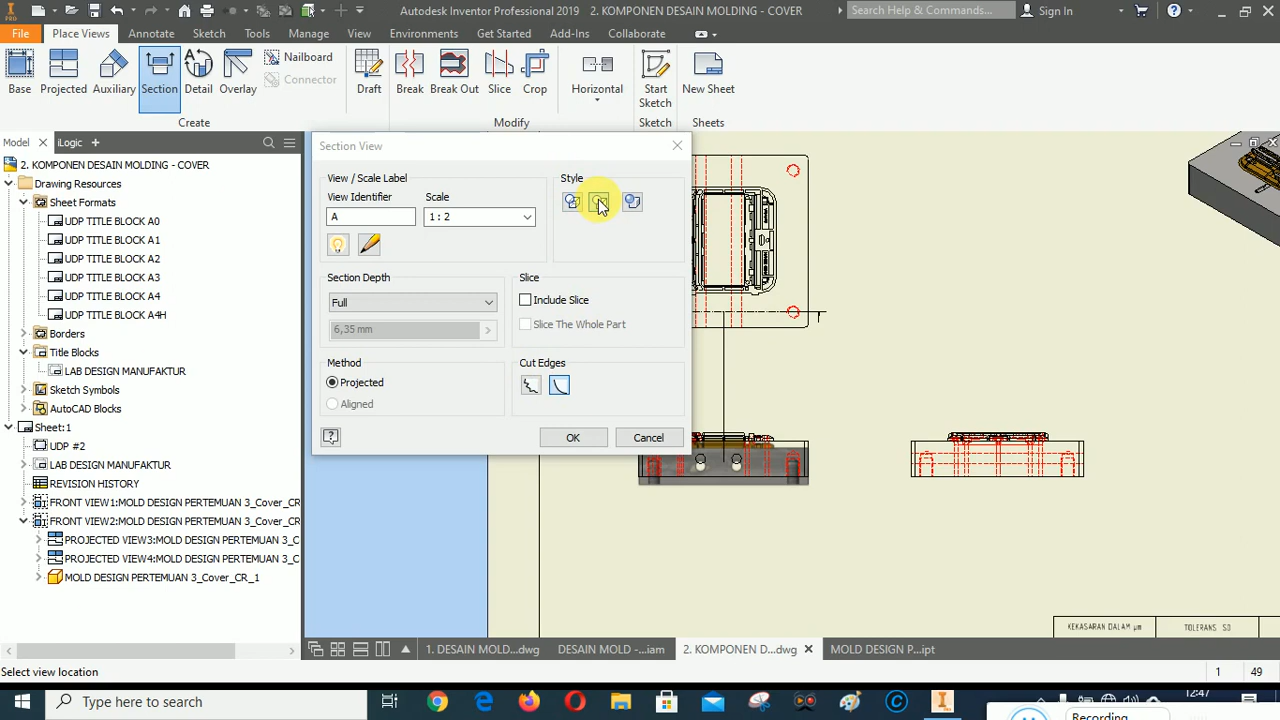 PRO
Autodesk Inventor Professional 2019
2. KOMPONEN DESAIN MOLDING - COVER
Search Help & Commands...
Sign In
File
Place Views
Annotate
Sketch
Tools
Manage
View
Environments
Get Started
Add-Ins
Collaborate
Base
Projected
Auxiliary
Section
Detail
Overlay
Nailboard
Connector
Draft
Break
Break Out
Slice
Crop
Horizontal
Start
Sketch
New Sheet
Create
Modify
Sketch
Sheets
Model
iLogic
2. KOMPONEN DESAIN MOLDING - COVER
Drawing Resources
Sheet Formats
UDP TITLE BLOCK A0
UDP TITLE BLOCK A1
UDP TITLE BLOCK A2
UDP TITLE BLOCK A3
UDP TITLE BLOCK A4
UDP TITLE BLOCK A4H
Borders
Title Blocks
LAB DESIGN MANUFAKTUR
Sketch Symbols
AutoCAD Blocks
Sheet:1
UDP #2
LAB DESIGN MANUFAKTUR
REVISION HISTORY
FRONT VIEW1:MOLD DESIGN PERTEMUAN 3_Cover_CR
FRONT VIEW2:MOLD DESIGN PERTEMUAN 3_Cover_CR
PROJECTED VIEW3:MOLD DESIGN PERTEMUAN 3_C
PROJECTED VIEW4:MOLD DESIGN PERTEMUAN 3_C
MOLD DESIGN PERTEMUAN 3_Cover_CR_1
Section View
View / Scale Label
View Identifier
Scale
A
1 : 2
Style
Section Depth
Full
6,35 mm
Slice
Include Slice
Slice The Whole Part
Method
Projected
Aligned
Cut Edges
OK
Cancel
KEKASARAN DALAM µm
1. DESAIN MOLD...dwg
DESAIN MOLD -...iam
2. KOMPONEN D...dwg
MOLD DESIGN P...ipt
Select view location
1
49
Type here to search
12:47
Recording